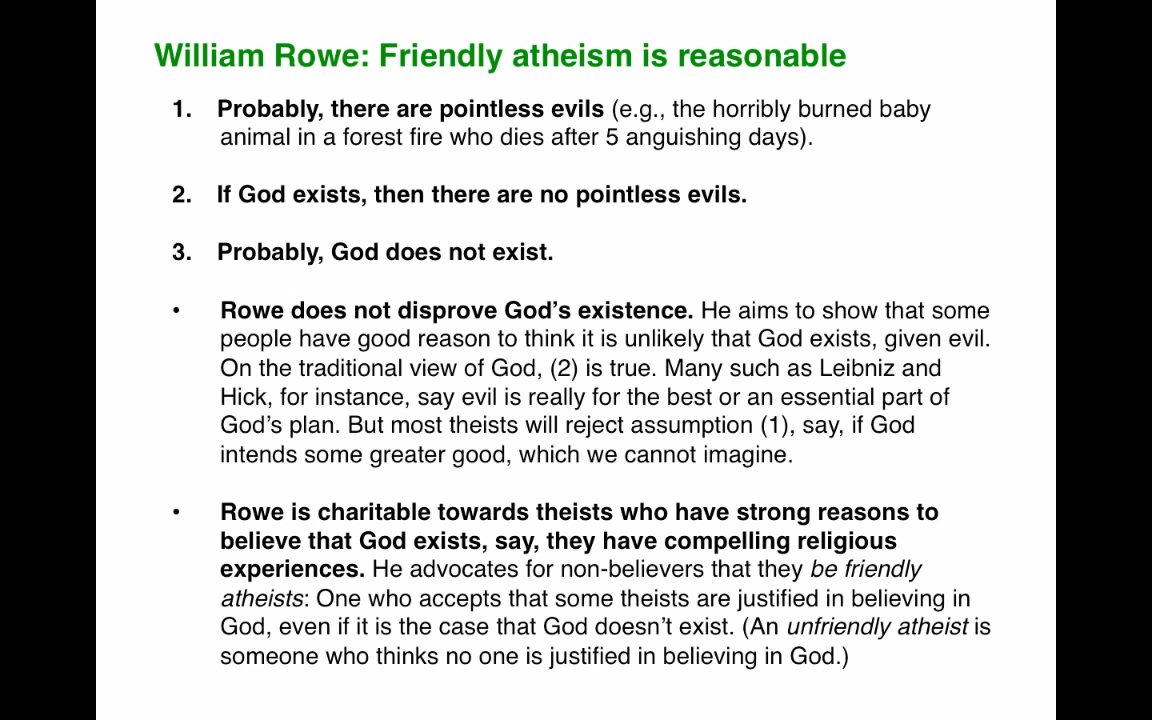 William Rowe: Friendly atheism is reasonable
1. Probably, there are pointless evils (e.g., the horribly burned baby
animal in a forest fire who dies after 5 anguishing days).
2. If God exists, then there are no pointless evils.
3. Probably, God does not exist.
• Rowe does not disprove God's existence. He aims to show that some
people have good reason to think it is unlikely that God exists, given evil.
On the traditional view of God, (2) is true. Many such as Leibniz and
Hick, for instance, say evil is really for the best or an essential part of
God's plan. But most theists will reject assumption (1), say, if God
intends some greater good, which we cannot imagine.
• Rowe is charitable towards theists who have strong reasons to
believe that God exists, say, they have compelling religious
experiences. He advocates for non-believers that they be friendly
atheists: One who accepts that some theists are justified in believing in
God, even if it is the case that God doesn't exist. (An unfriendly atheist is
someone who thinks no one is justified in believing in God.)